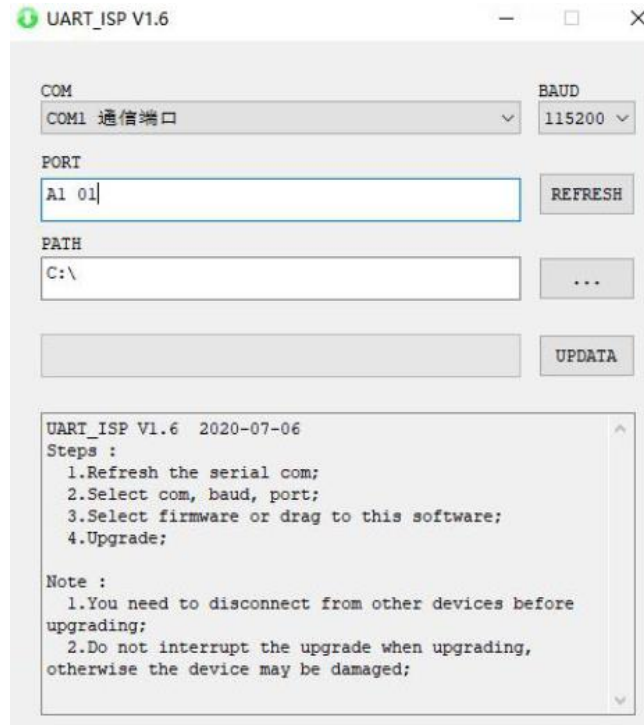 UART_ISP V1.6
COM
BAUD
COM1 通信端口
115200
PORT
A1 01
REFRESH
PATH
C:\
...
UPDATA
UART_ISP V1.6  2020-07-06
Steps :
1.Refresh the serial com;
2.Select com, baud, port;
3.Select firmware or drag to this software;
4.Upgrade;
Note :
1.You need to disconnect from other devices before
upgrading;
2.Do not interrupt the upgrade when upgrading,
otherwise the device may be damaged;